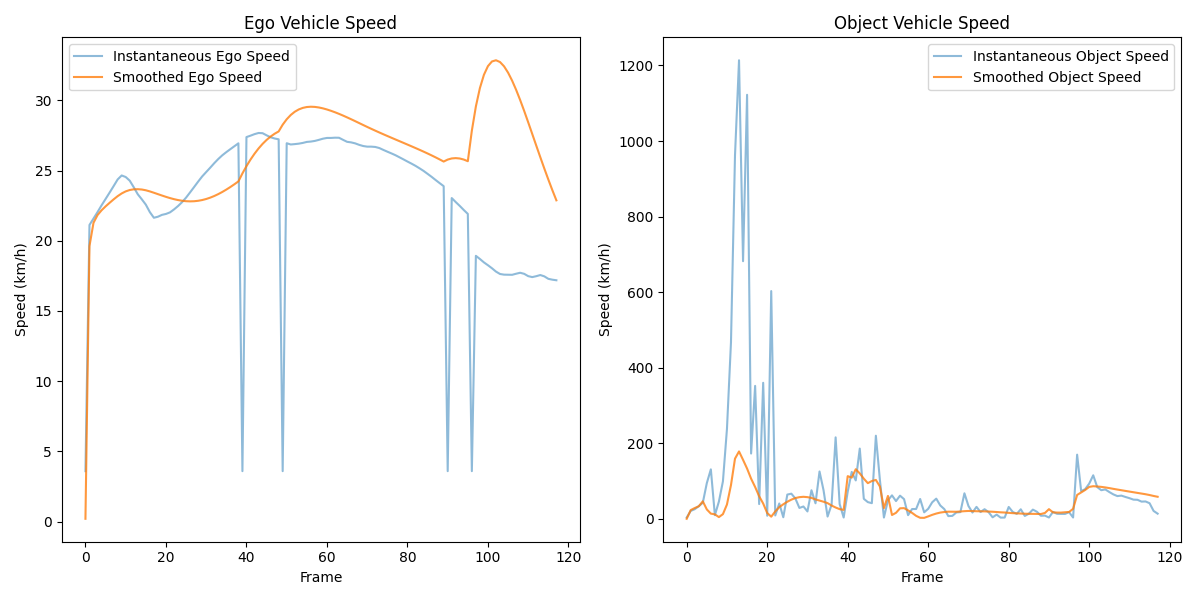 Ego Vehicle Speed
Instantaneous Ego Speed
Smoothed Ego Speed
30
25
20
15
10
5
0
Speed (km/h)
0 20 40 60 80 100 120
Frame
Object Vehicle Speed
Instantaneous Object Speed
Smoothed Object Speed
1200
1000
800
600
400
200
0
Speed (km/h)
0 20 40 60 80 100 120
Frame